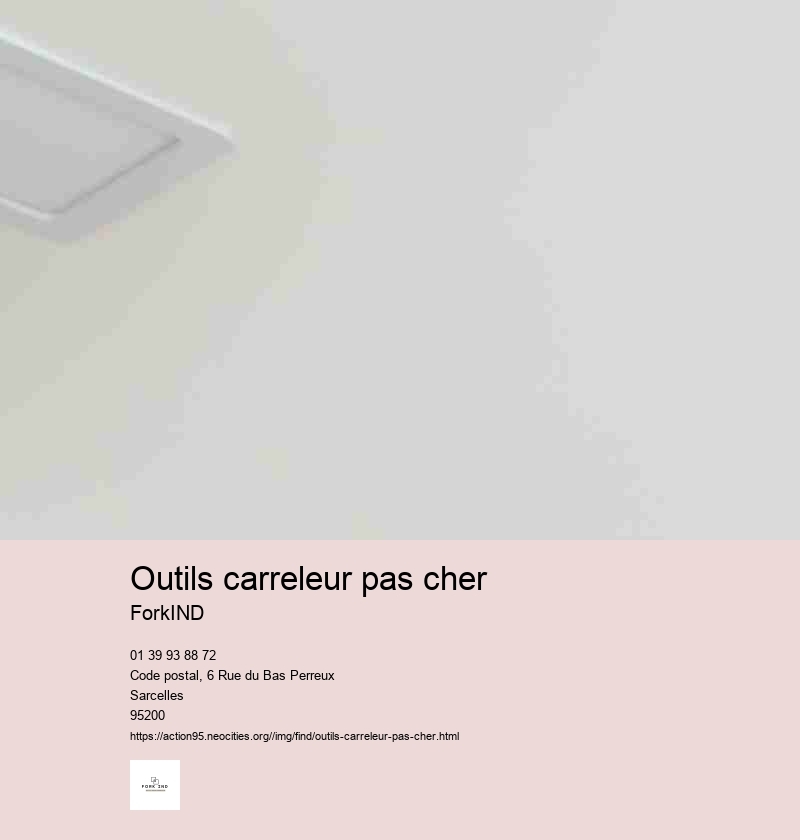 Outils carreleur pas cher
ForkIND
01 39 93 88 72
Code postal, 6 Rue du Bas Perreux
Sarcelles
95200
https://action95.neocities.org//img/find/outils-carreleur-pas-cher.html
FORK IND